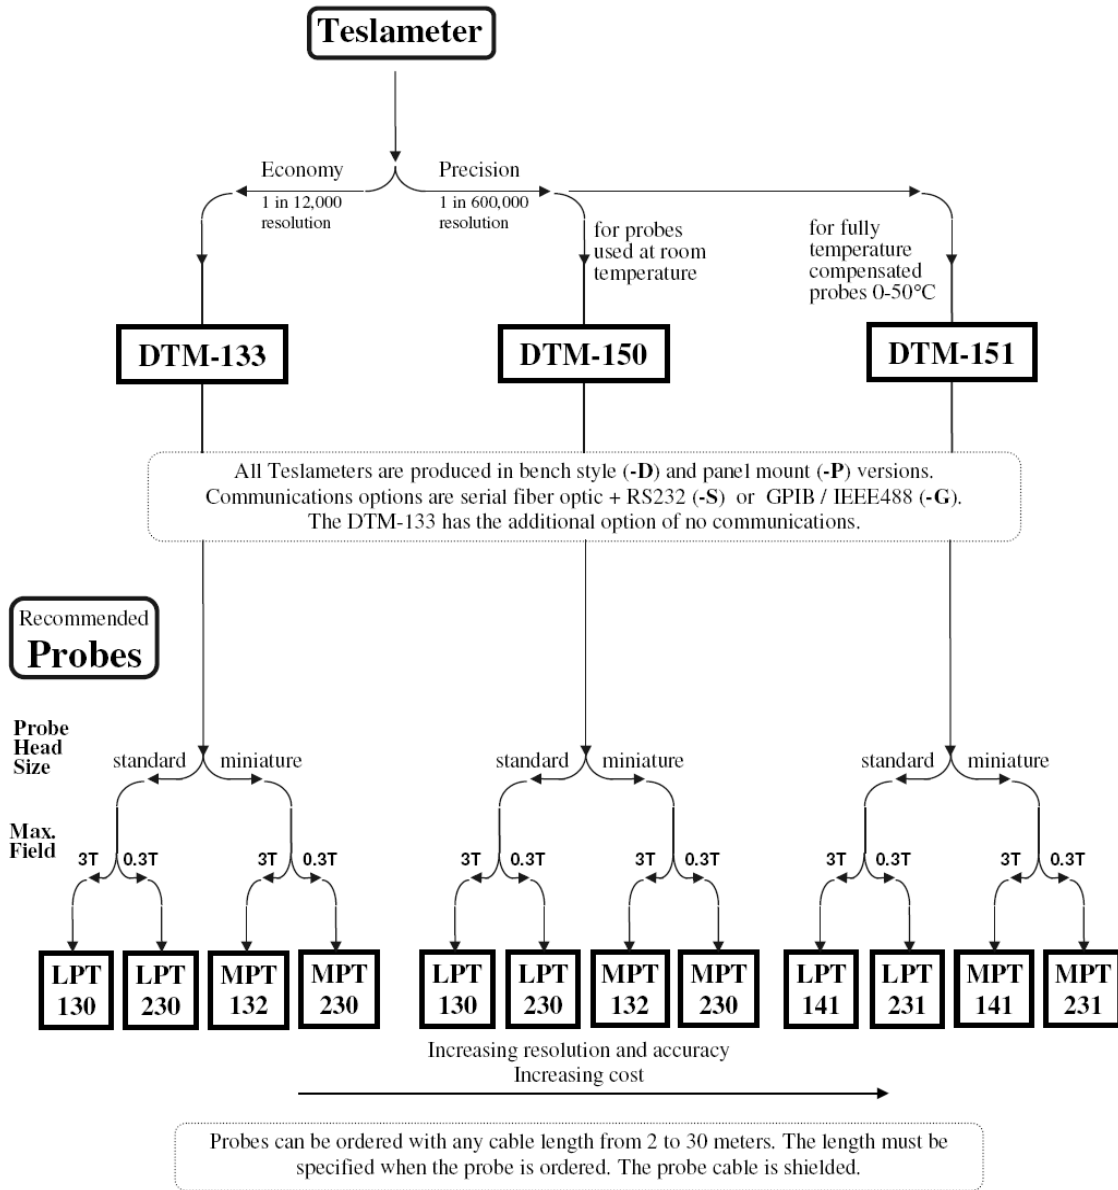 Teslameter
Economy
Precision
1 in 12,000
resolution
1 in 600,000
resolution
for probes
used at room
temperature
for fully
temperature
compensated
probes 0-50°C
DTM-133
DTM-150
DTM-151
All Teslameters are produced in bench style (-D) and panel mount (-P) versions.
Communications options are serial fiber optic + RS232 (-S) or GPIB / IEEE488 (-G).
The DTM-133 has the additional option of no communications.
Recommended
Probes
Probe
Head
Size
standard miniature
standard miniature
standard miniature
Max.
Field
3T 0.3T 3T 0.3T
3T 0.3T 3T 0.3T
3T 0.3T 3T 0.3T
LPT
130
LPT
230
MPT
132
MPT
230
LPT
130
LPT
230
MPT
132
MPT
230
LPT
141
LPT
231
MPT
141
MPT
231
Increasing resolution and accuracy
Increasing cost
Probes can be ordered with any cable length from 2 to 30 meters. The length must be
specified when the probe is ordered. The probe cable is shielded.